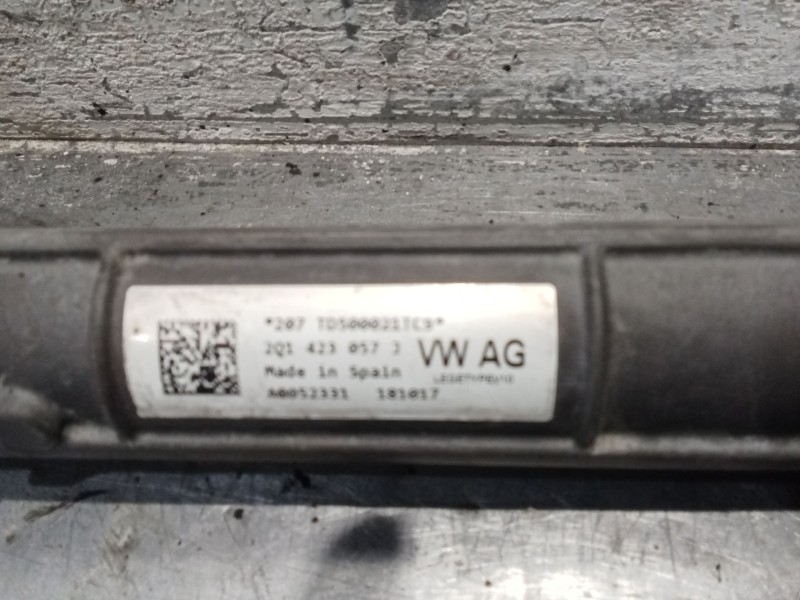 *207 TD500021TC9*
2Q1 423 057 J
VW AG
Made in Spain
A0052331 181017